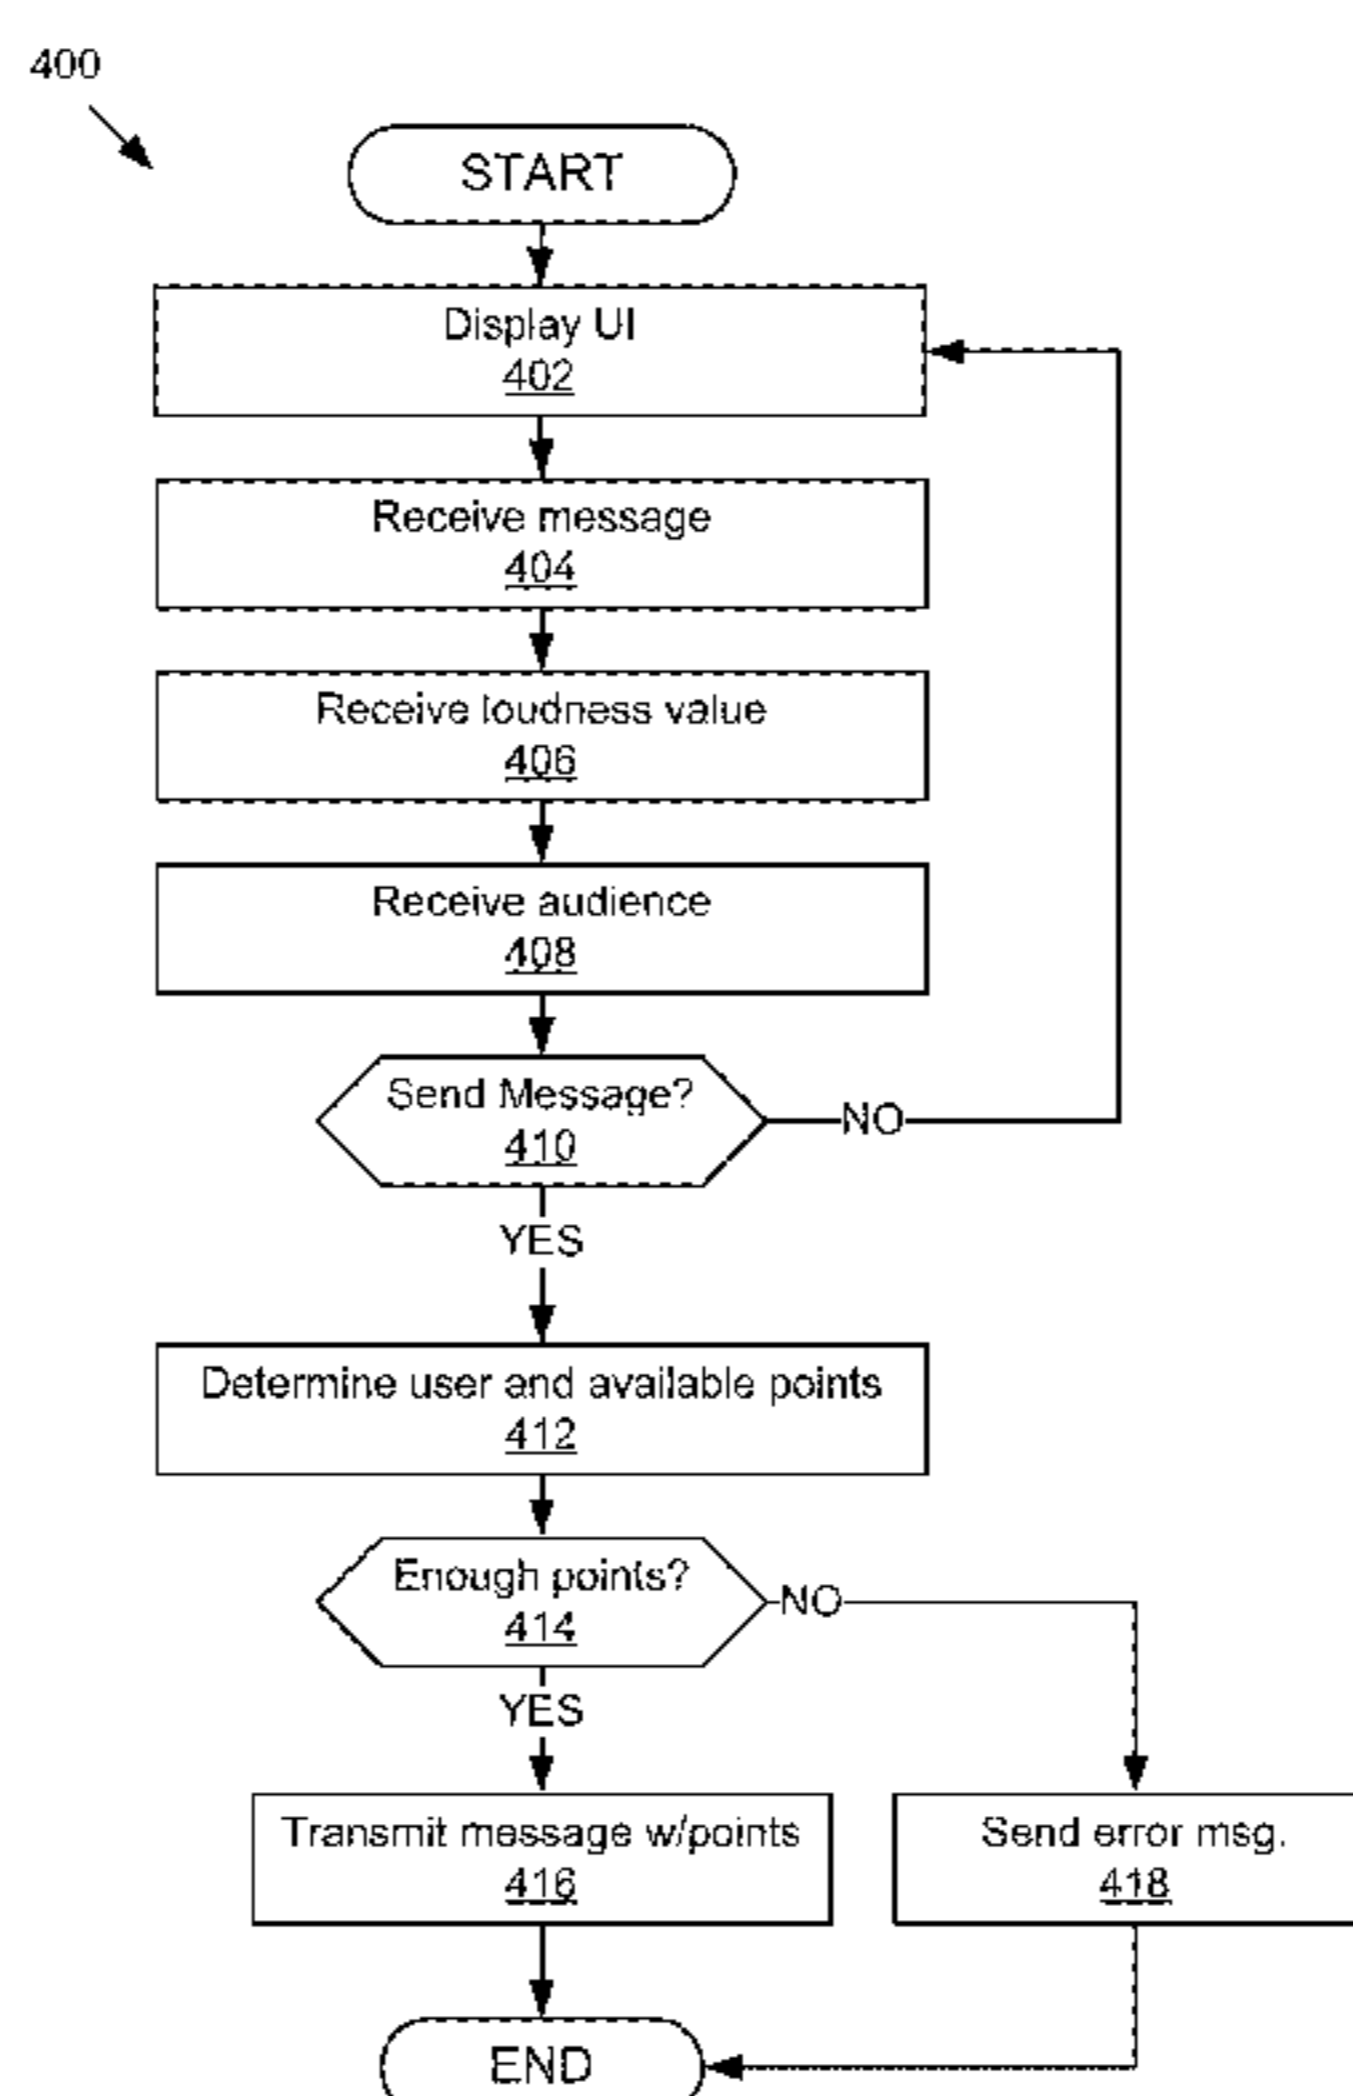 400
START
Display UI
402
Receive message
404
Receive loudness value
406
Receive audience
408
Send Message?
410
NO
YES
Determine user and available points
412
Enough points?
414
NO
YES
Transmit message w/points
416
Send error msg.
418
END